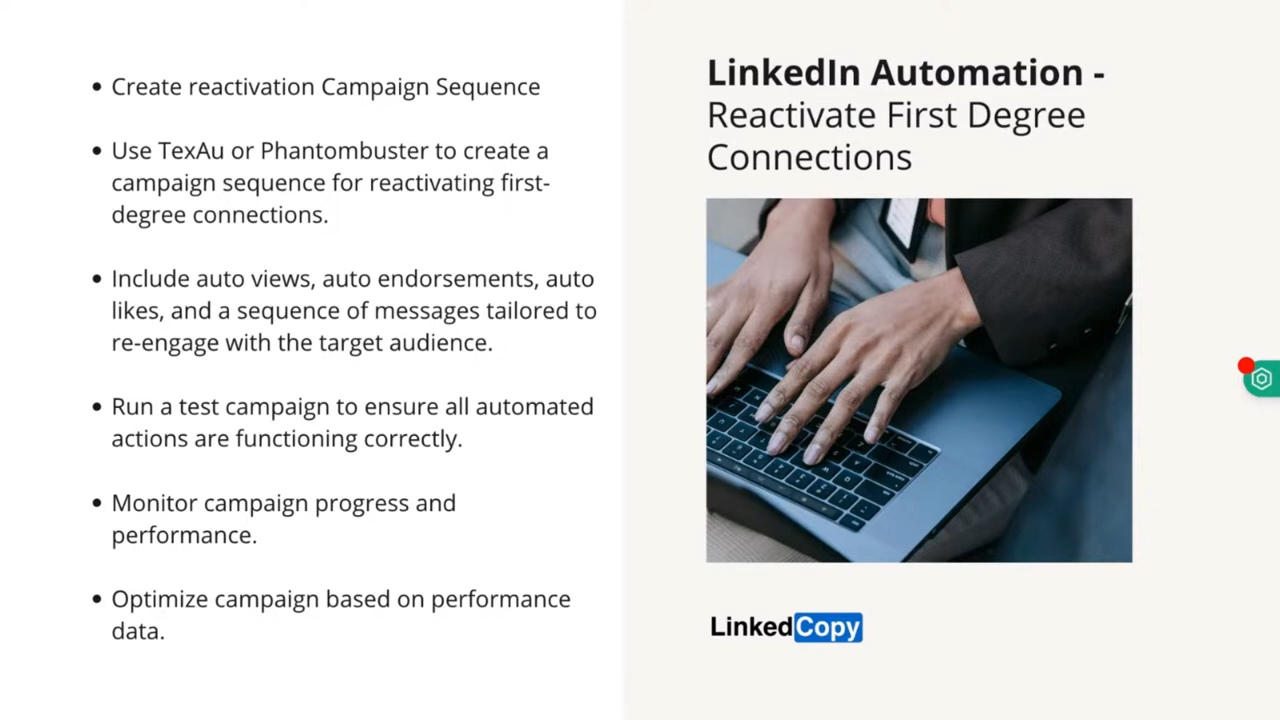 • Create reactivation Campaign Sequence
• Use TexAu or Phantombuster to create a
campaign sequence for reactivating first-
degree connections.
• Include auto views, auto endorsements, auto
likes, and a sequence of messages tailored to
re-engage with the target audience.
• Run a test campaign to ensure all automated
actions are functioning correctly.
• Monitor campaign progress and
performance.
• Optimize campaign based on performance
data.
LinkedIn Automation -
Reactivate First Degree
Connections
LinkedCopy